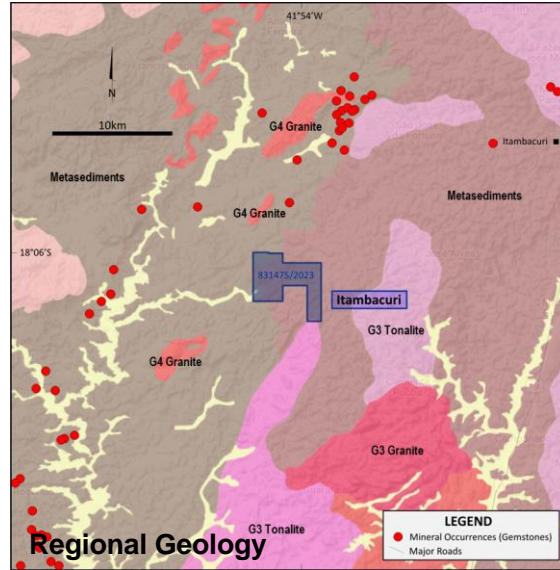 41°54'W
N
10km
G4 Granite
Itambacuri
Metasediments
Metasediments
G4 Granite
18°06'S
831475/2023
Itambacuri
G3 Tonalite
G4 Granite
G3 Granite
G3 Tonalite
Regional Geology
LEGEND
Mineral Occurrences (Gemstones)
Major Roads